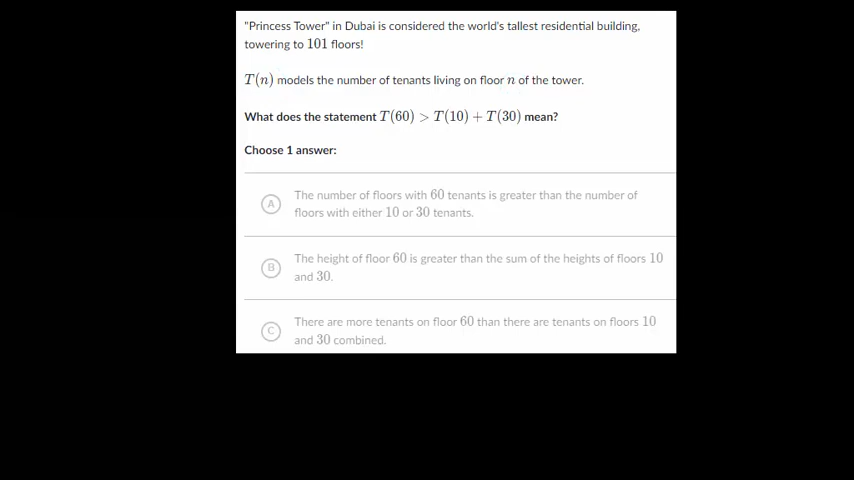 "Princess Tower" in Dubai is considered the world's tallest residential building,
towering to 101 floors!
T(n) models the number of tenants living on floor n of the tower.
What does the statement T(60) > T(10) + T(30) mean?
Choose 1 answer:
A
The number of floors with 60 tenants is greater than the number of
floors with either 10 or 30 tenants.
B
The height of floor 60 is greater than the sum of the heights of floors 10
and 30.
C
There are more tenants on floor 60 than there are tenants on floors 10
and 30 combined.